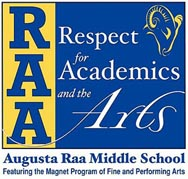 RAA
Respect
for
Academics
and the
Arts
Augusta Raa Middle School
Featuring the Magnet Program of Fine and Performing Arts